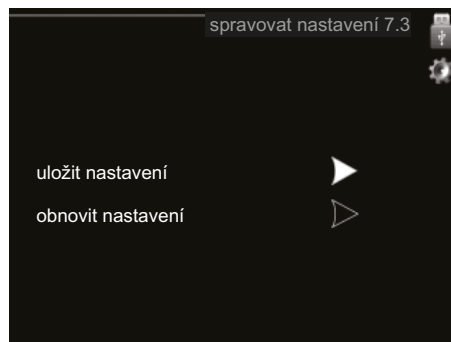 spravovat nastavení 7.3
uložit nastavení
obnovit nastavení